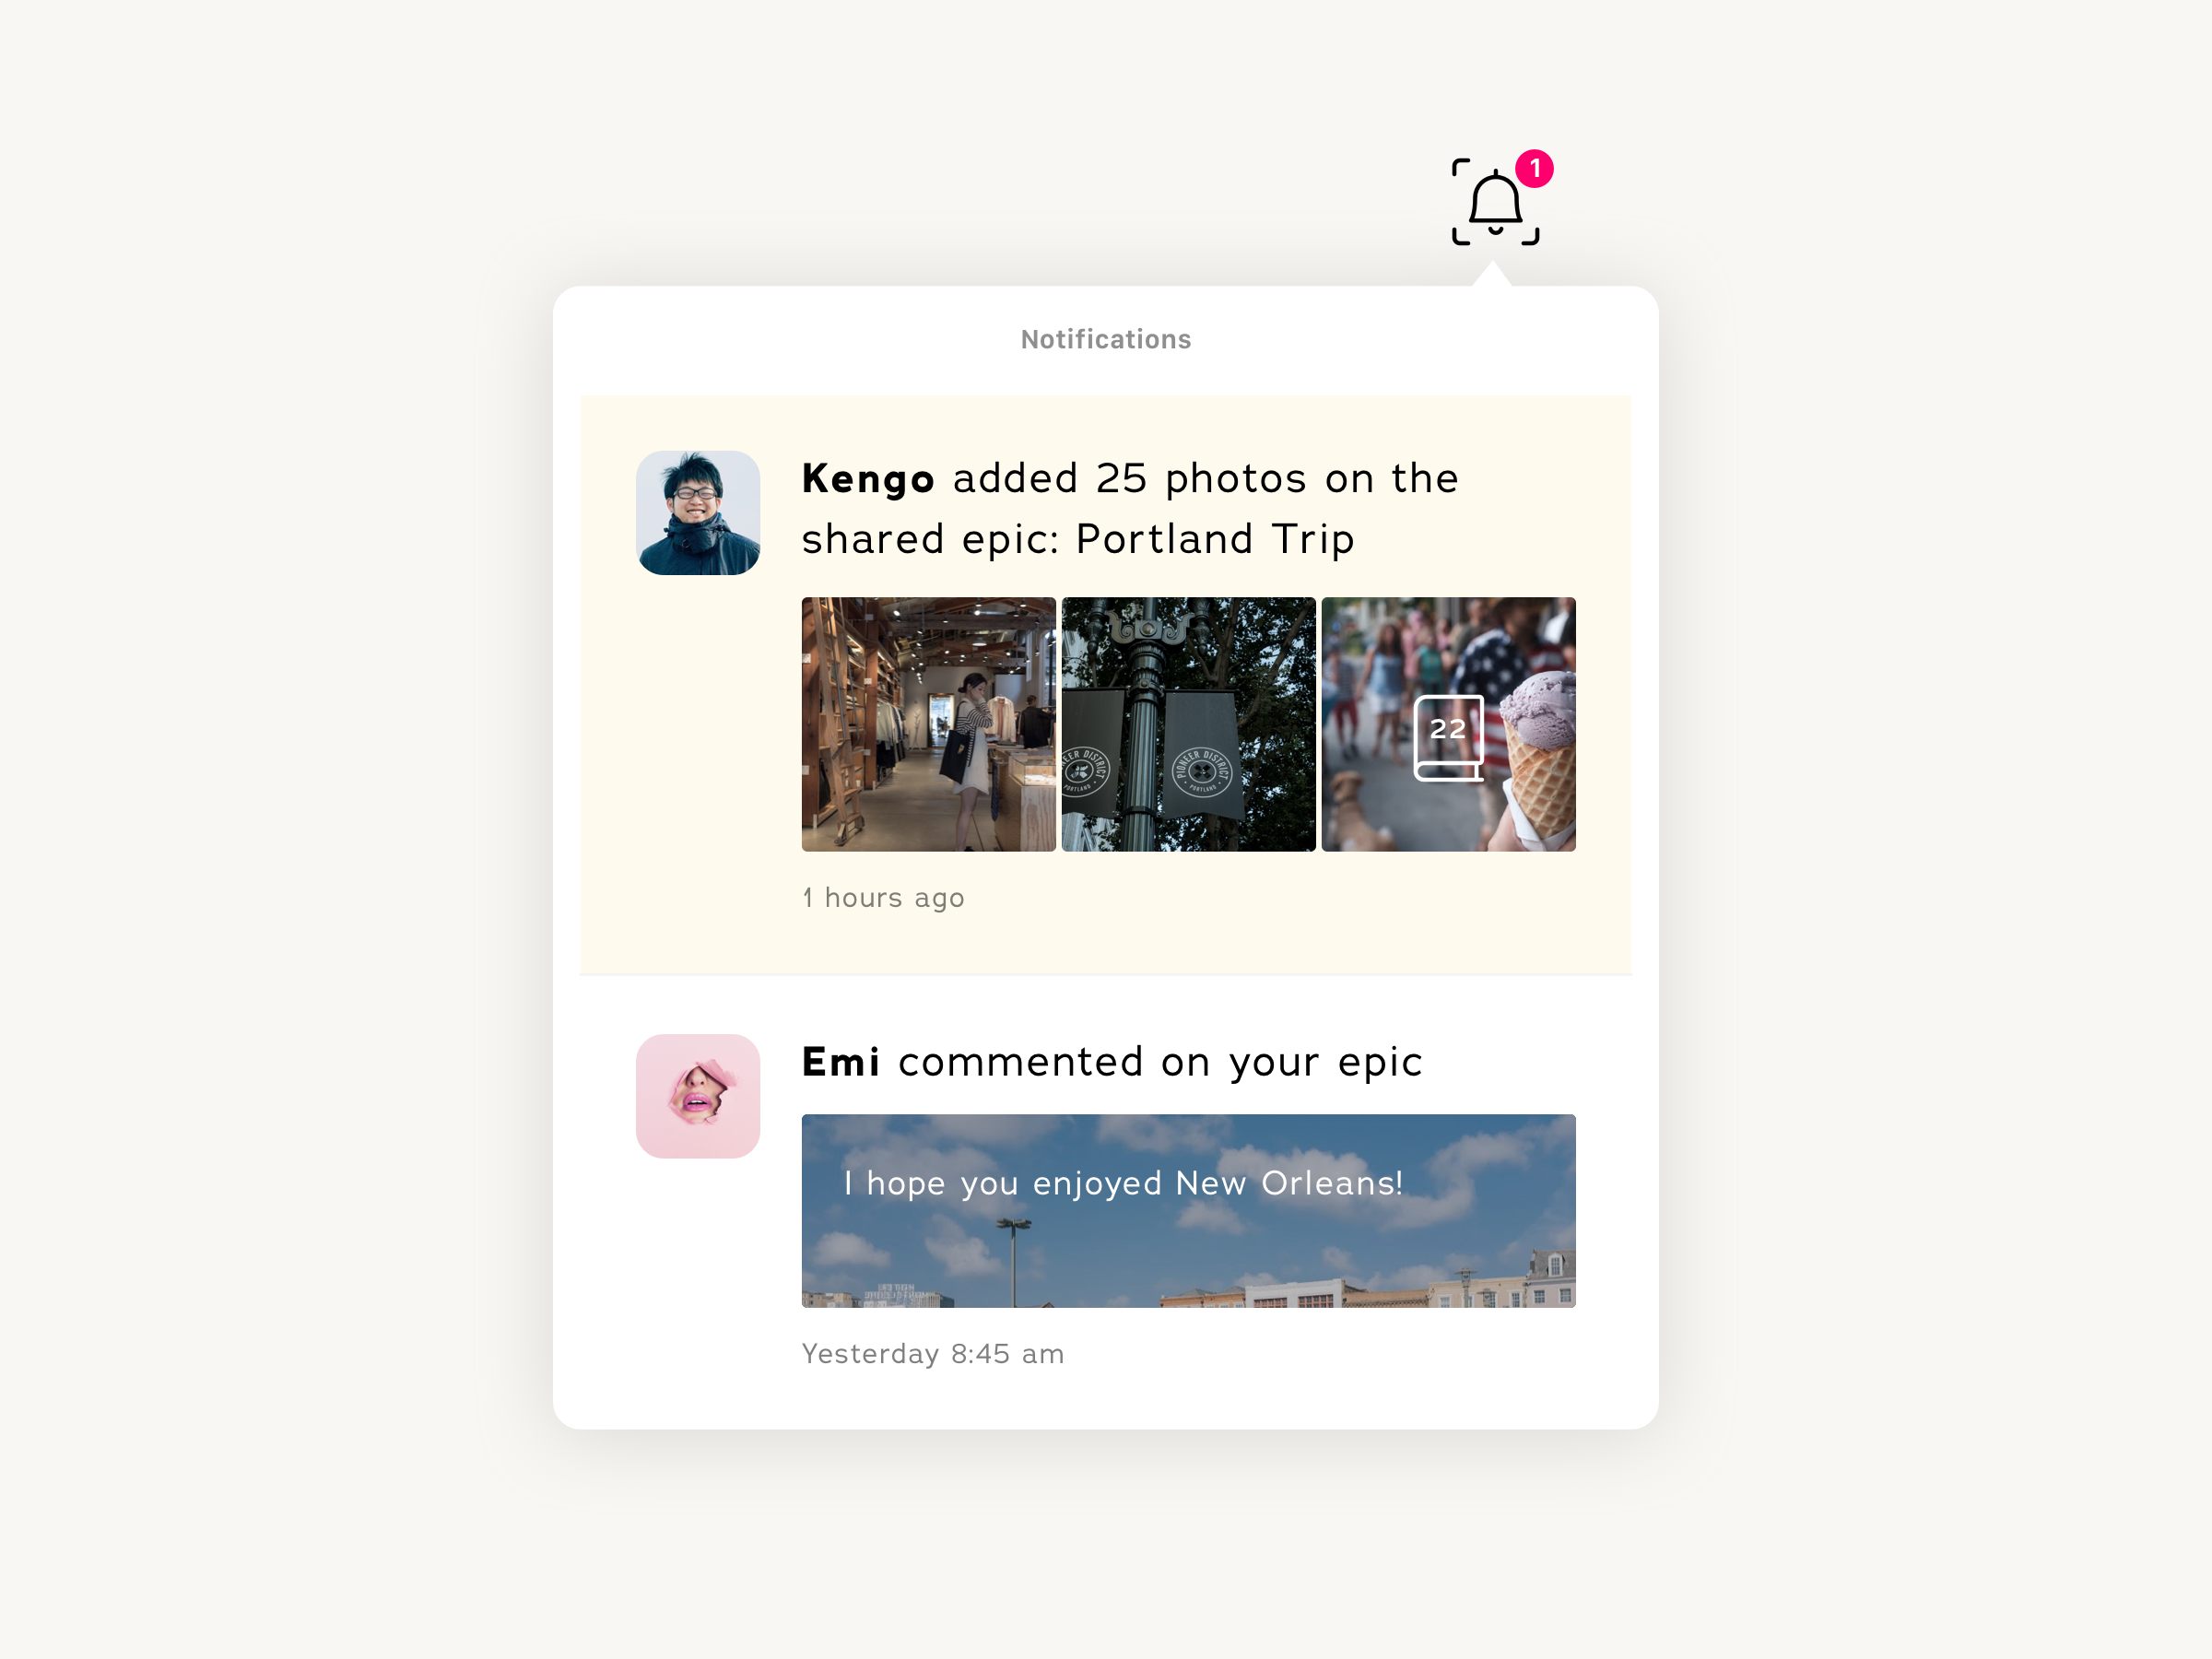 1
Notifications
Kengo added 25 photos on the
shared epic: Portland Trip
PIONEER DISTRICT
PORTLAND
PIONEER DISTRICT
PORTLAND
22
1 hours ago
Emi commented on your epic
I hope you enjoyed New Orleans!
Yesterday 8:45 am